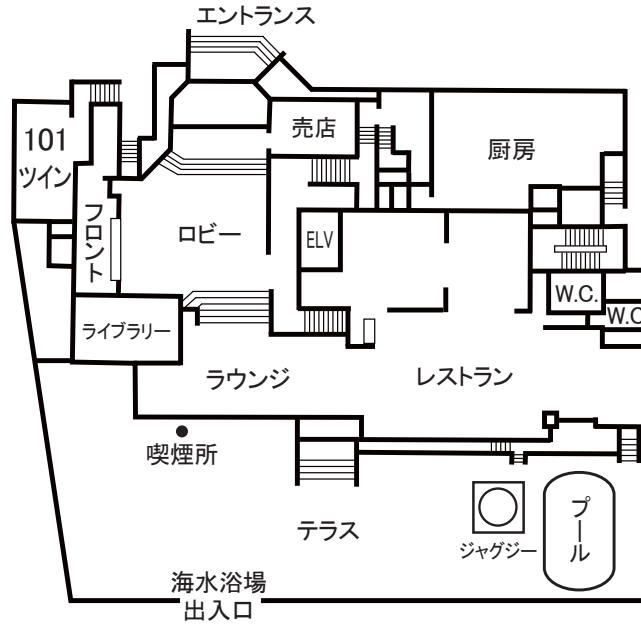 エントランス
売店
101
ツイン
厨房
フロント
ロビー
ELV
W.C.
W.C
ライブラリー
ラウンジ
レストラン
喫煙所
テラス
ジャグジー
プール
海水浴場
出入口